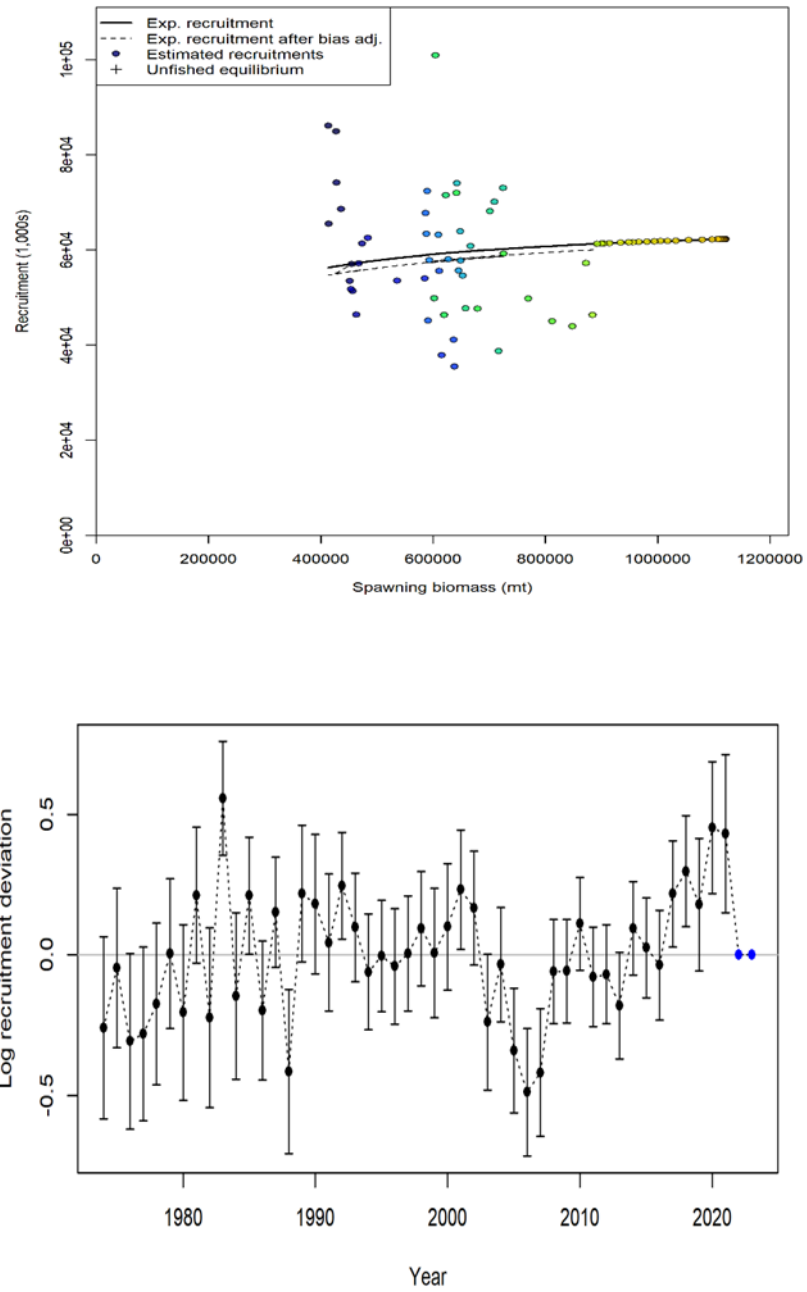 Exp. recruitment
Exp. recruitment after bias adj.
Estimated recruitments
Unfished equilibrium
Recruitment (1,000s)
1e+05
8e+04
6e+04
4e+04
2e+04
0e+00
0 200000 400000 600000 800000 1000000 1200000
Spawning biomass (mt)
Log recruitment deviation
0.5
0.0
-0.5
1980 1990 2000 2010 2020
Year